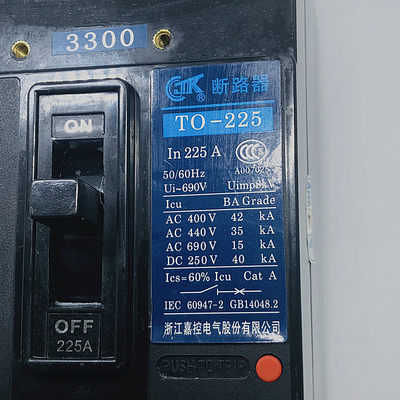 3300
ON
OFF
225A
CJK® 断路器
TO-225
In 225 A
CCC
50/60Hz
Ui~690V Uimp8kV
Icu BA Grade
AC 400 V 42 kA
AC 440 V 35 kA
AC 690 V 15 kA
DC 250 V 40 kA
Ics=60% Icu Cat A
IEC 60947-2 GB14048.2
浙江嘉控电气股份有限公司
PUSH TO TRIP